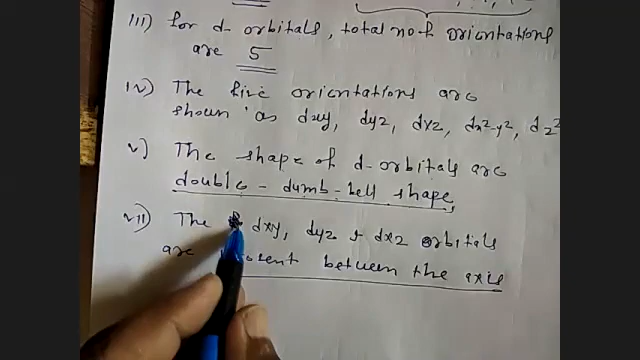 iii) For d- orbitals, total no of orientations
are 5
iv) The five orientations are
shown as dxy, dyz, dyz, dx²-y², dz²
v) The shape of d-orbitals are
double - dumb-bell shape
vii) The dxy, dyz & dxz orbitals
are between the axis